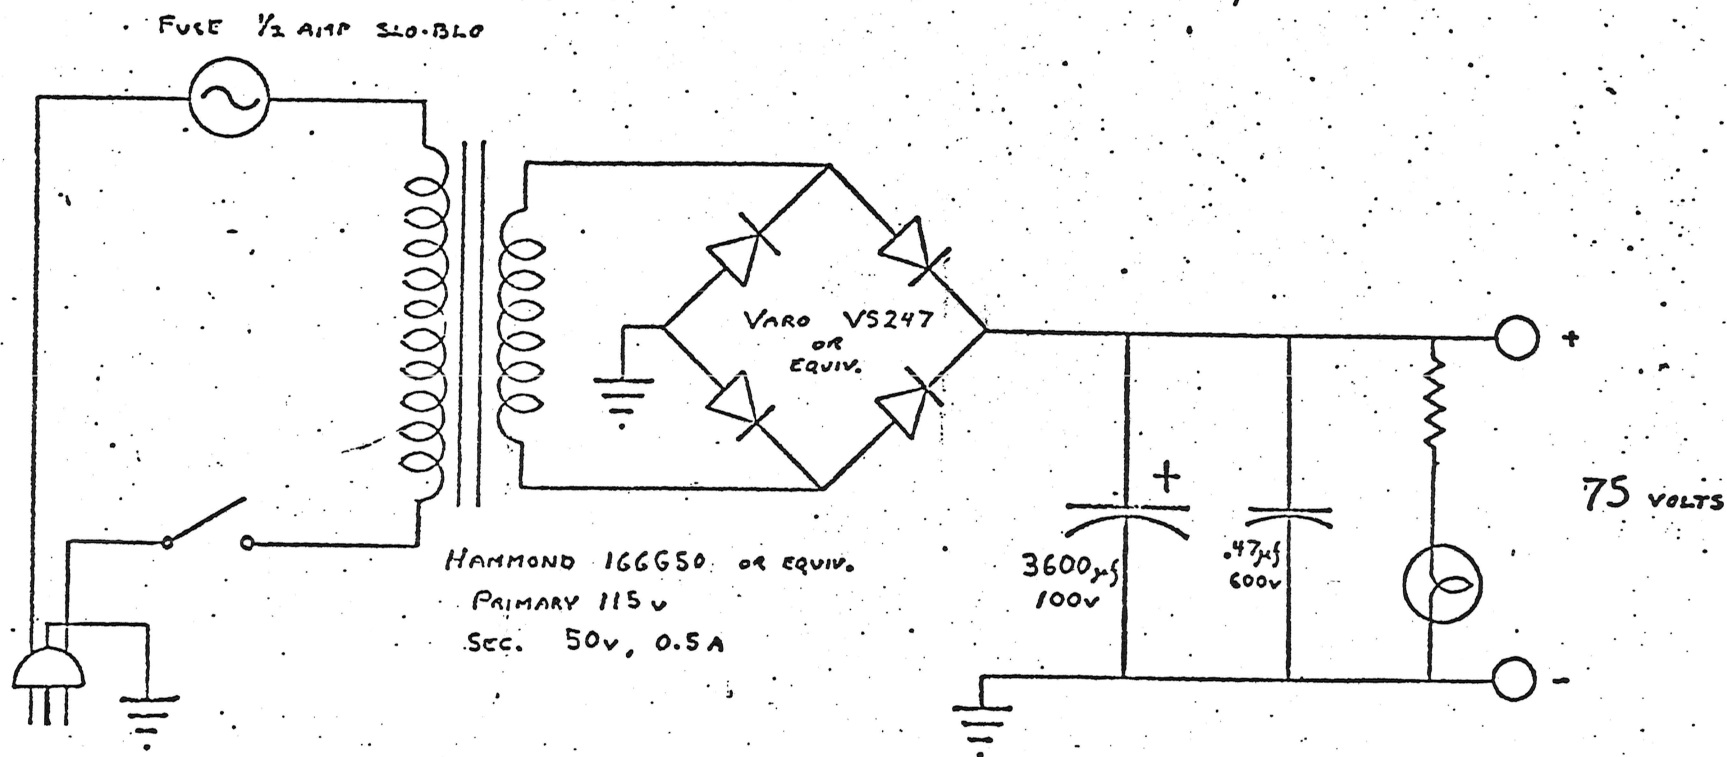 FUSE 1/2 AMP SLO-BLO
VARO VS247
OR
EQUIV.
+
+
75 VOLTS
3600µf
100v
.47µf
600v
HAMMOND 166G50 OR EQUIV.
PRIMARY 115 v
SEC. 50v, 0.5A
-